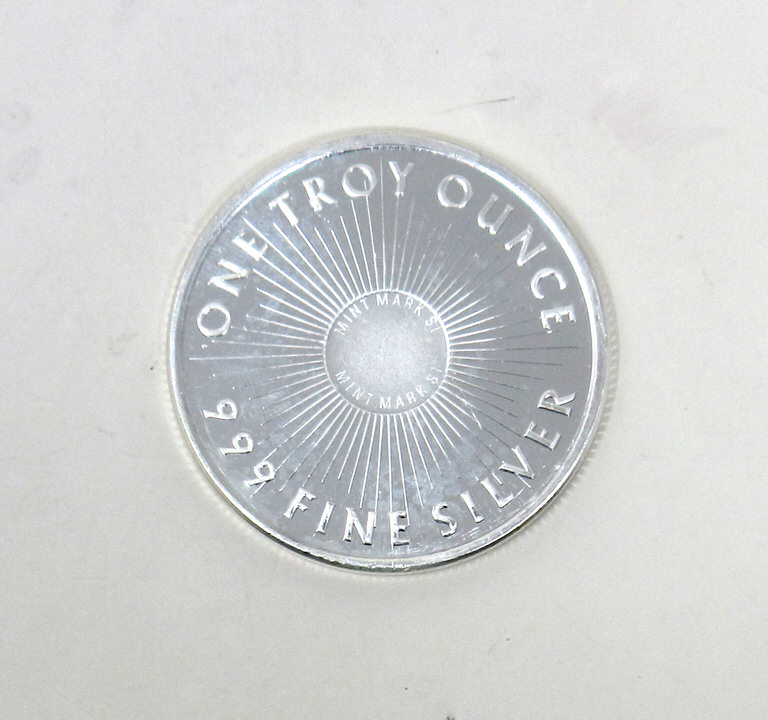 ONE TROY OUNCE
MINT MARK SI
MINT MARK SI
999 FINE SILVER